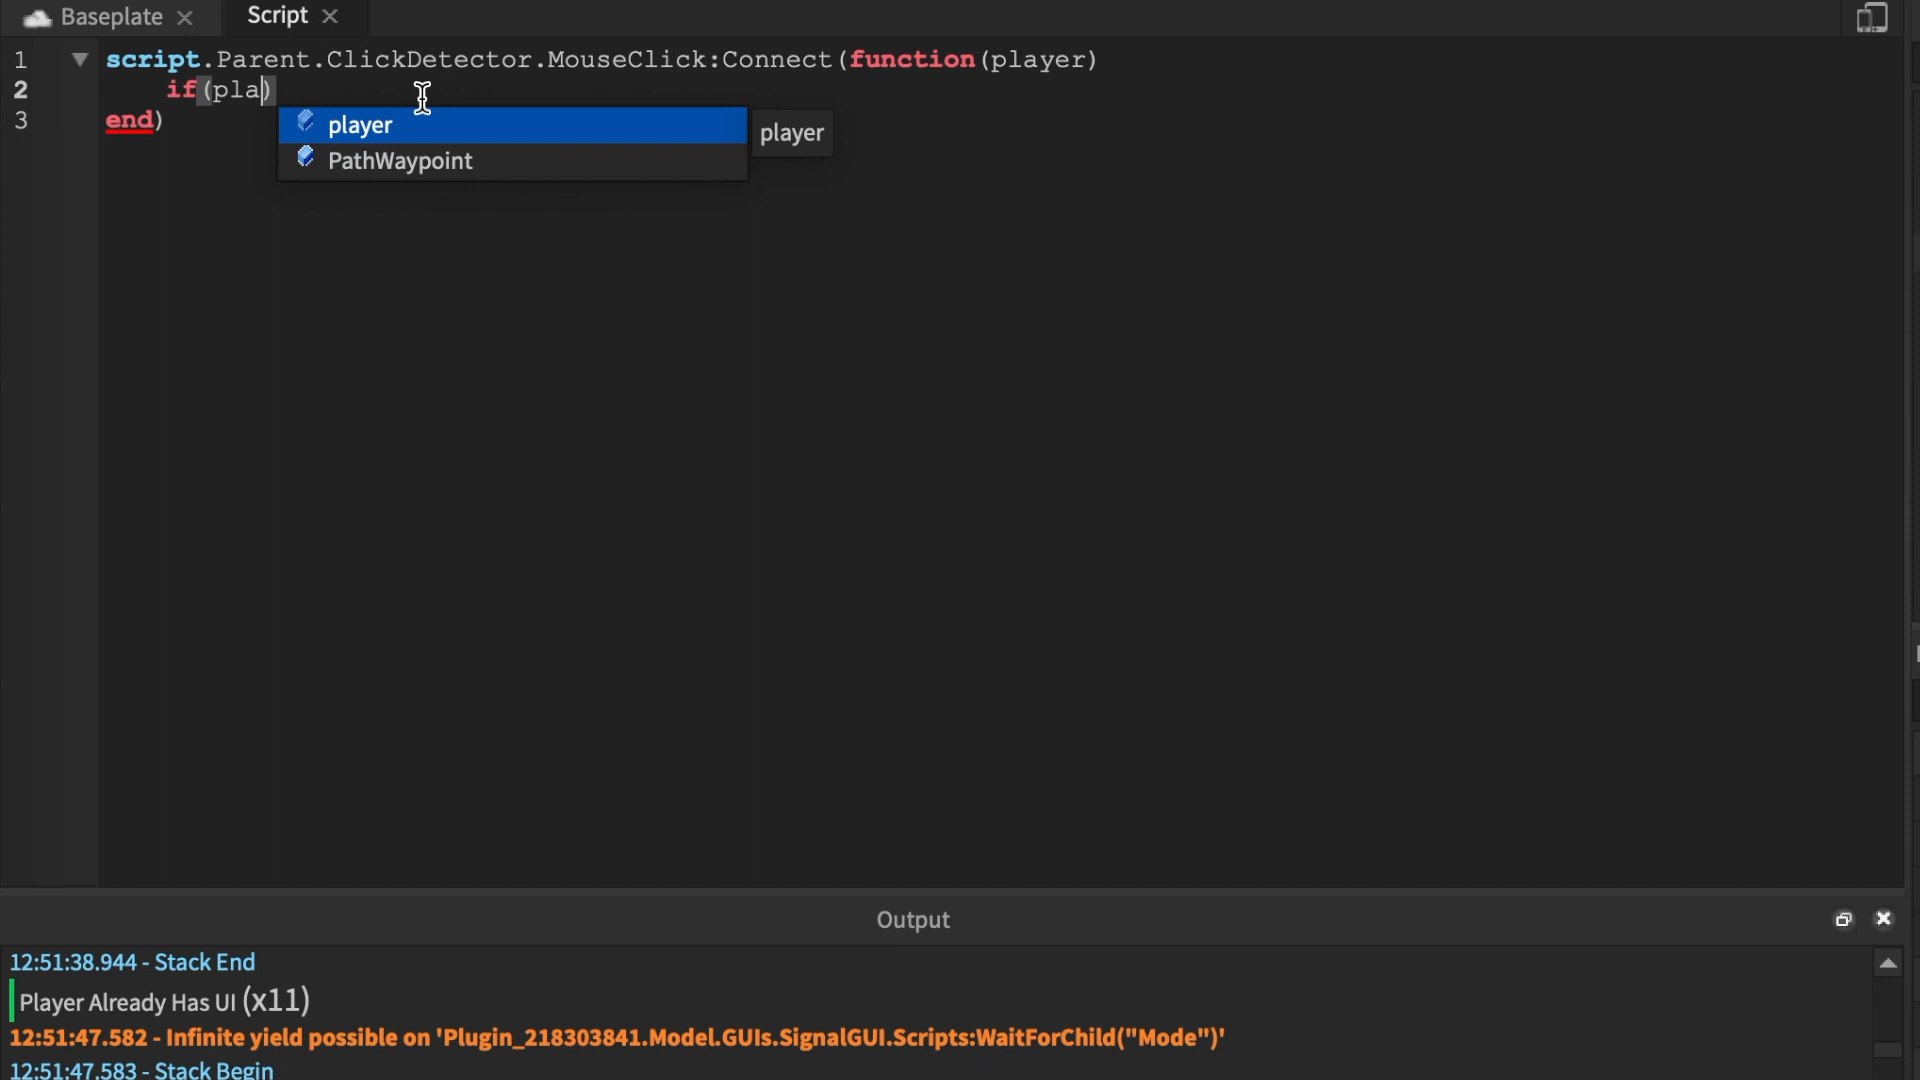 Baseplate Script
1 script.Parent.ClickDetector.MouseClick:Connect(function(player)
2 if(pla)
3 end)
player player
PathWaypoint
Output
12:51:38.944 - Stack End
Player Already Has UI (x11)
12:51:47.582 - Infinite yield possible on 'Plugin_218303841.Model.GUIs.SignalGUI.Scripts:WaitForChild("Mode")'
12:51:47.583 - Stack Begin